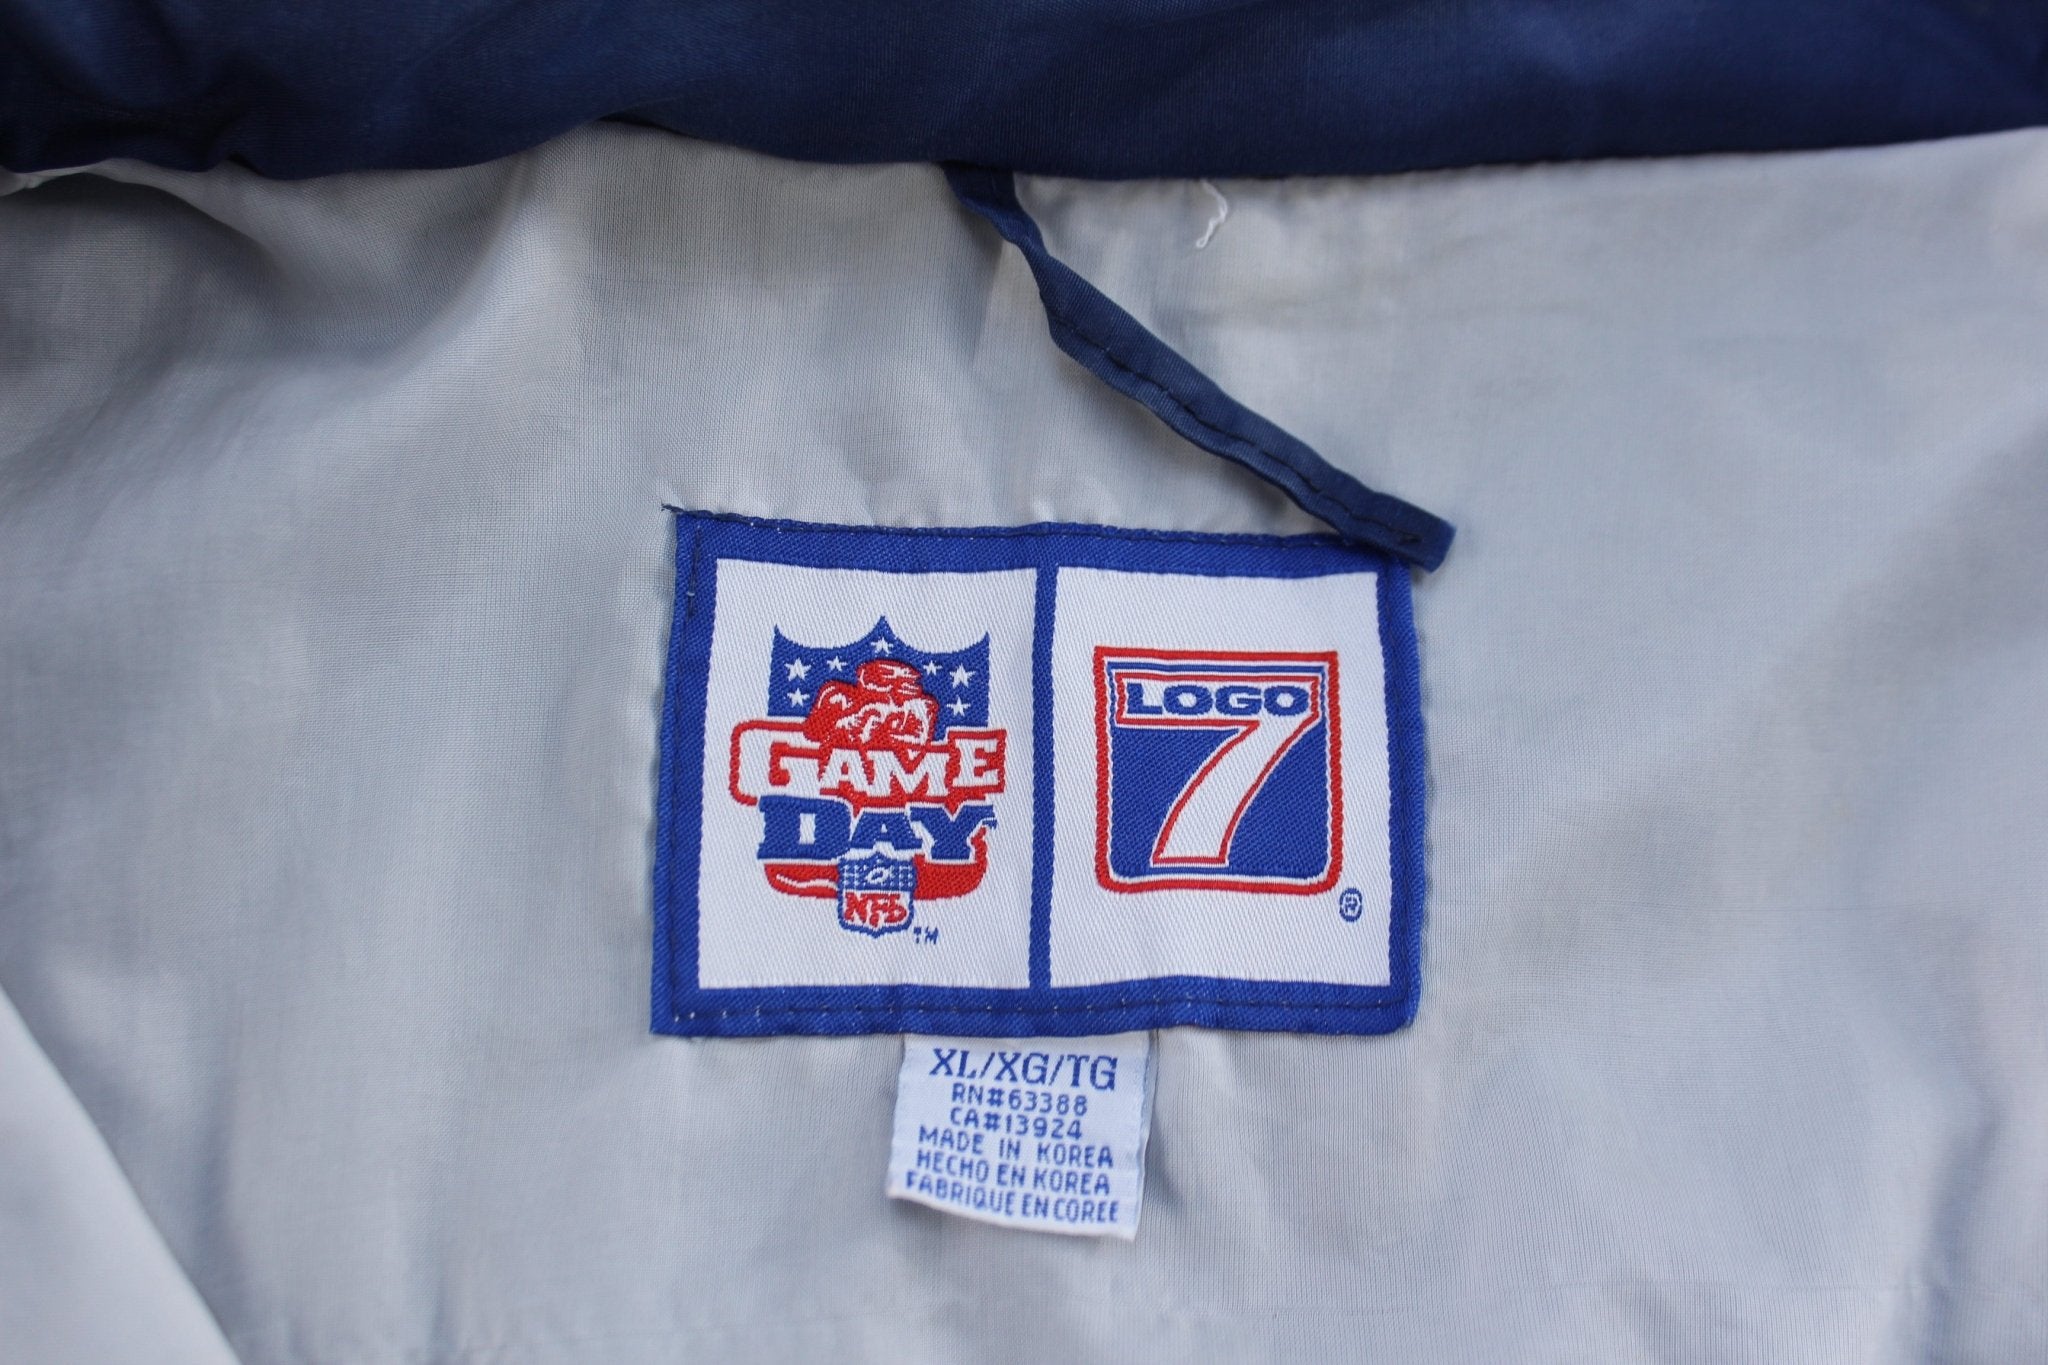 GAME
DAY™
NFL
™
LOGO
7
®
XL/XG/TG
RN#63388
CA#13924
MADE IN KOREA
HECHO EN KOREA
FABRIQUE EN COREE